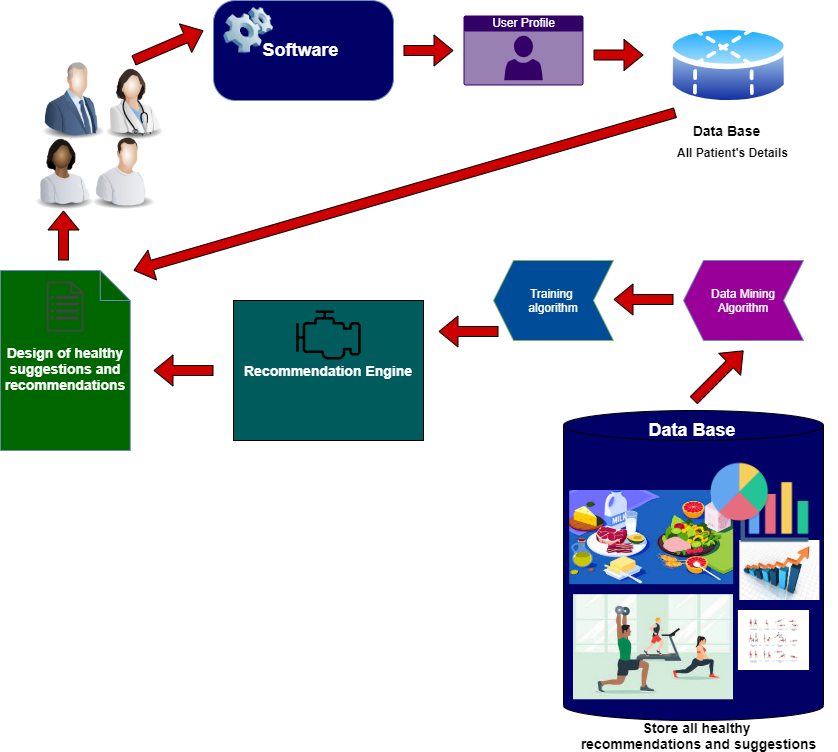 Software
User Profile
Data Base
All Patient's Details
Training
algorithm
Data Mining
Algorithm
Design of healthy
suggestions and
recommendations
Recommendation Engine
Data Base
MILK
Store all healthy
recommendations and suggestions